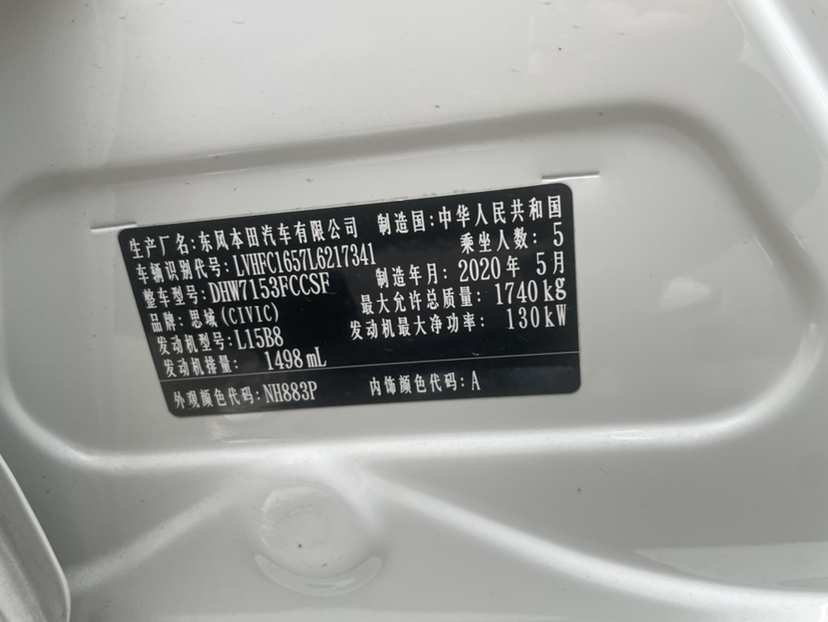 生产厂名:东风本田汽车有限公司 制造国:中华人民共和国
车辆识别代号:LVHFC1657L6217341 乘坐人数:5
整车型号:DHW7153FCCSF 制造年月:2020年5月
品牌:思域(CIVIC) 最大允许总质量:1740kg
发动机型号:L15B8 发动机最大净功率:130kW
发动机排量:1498mL
外观颜色代码:NH883P 内饰颜色代码:A